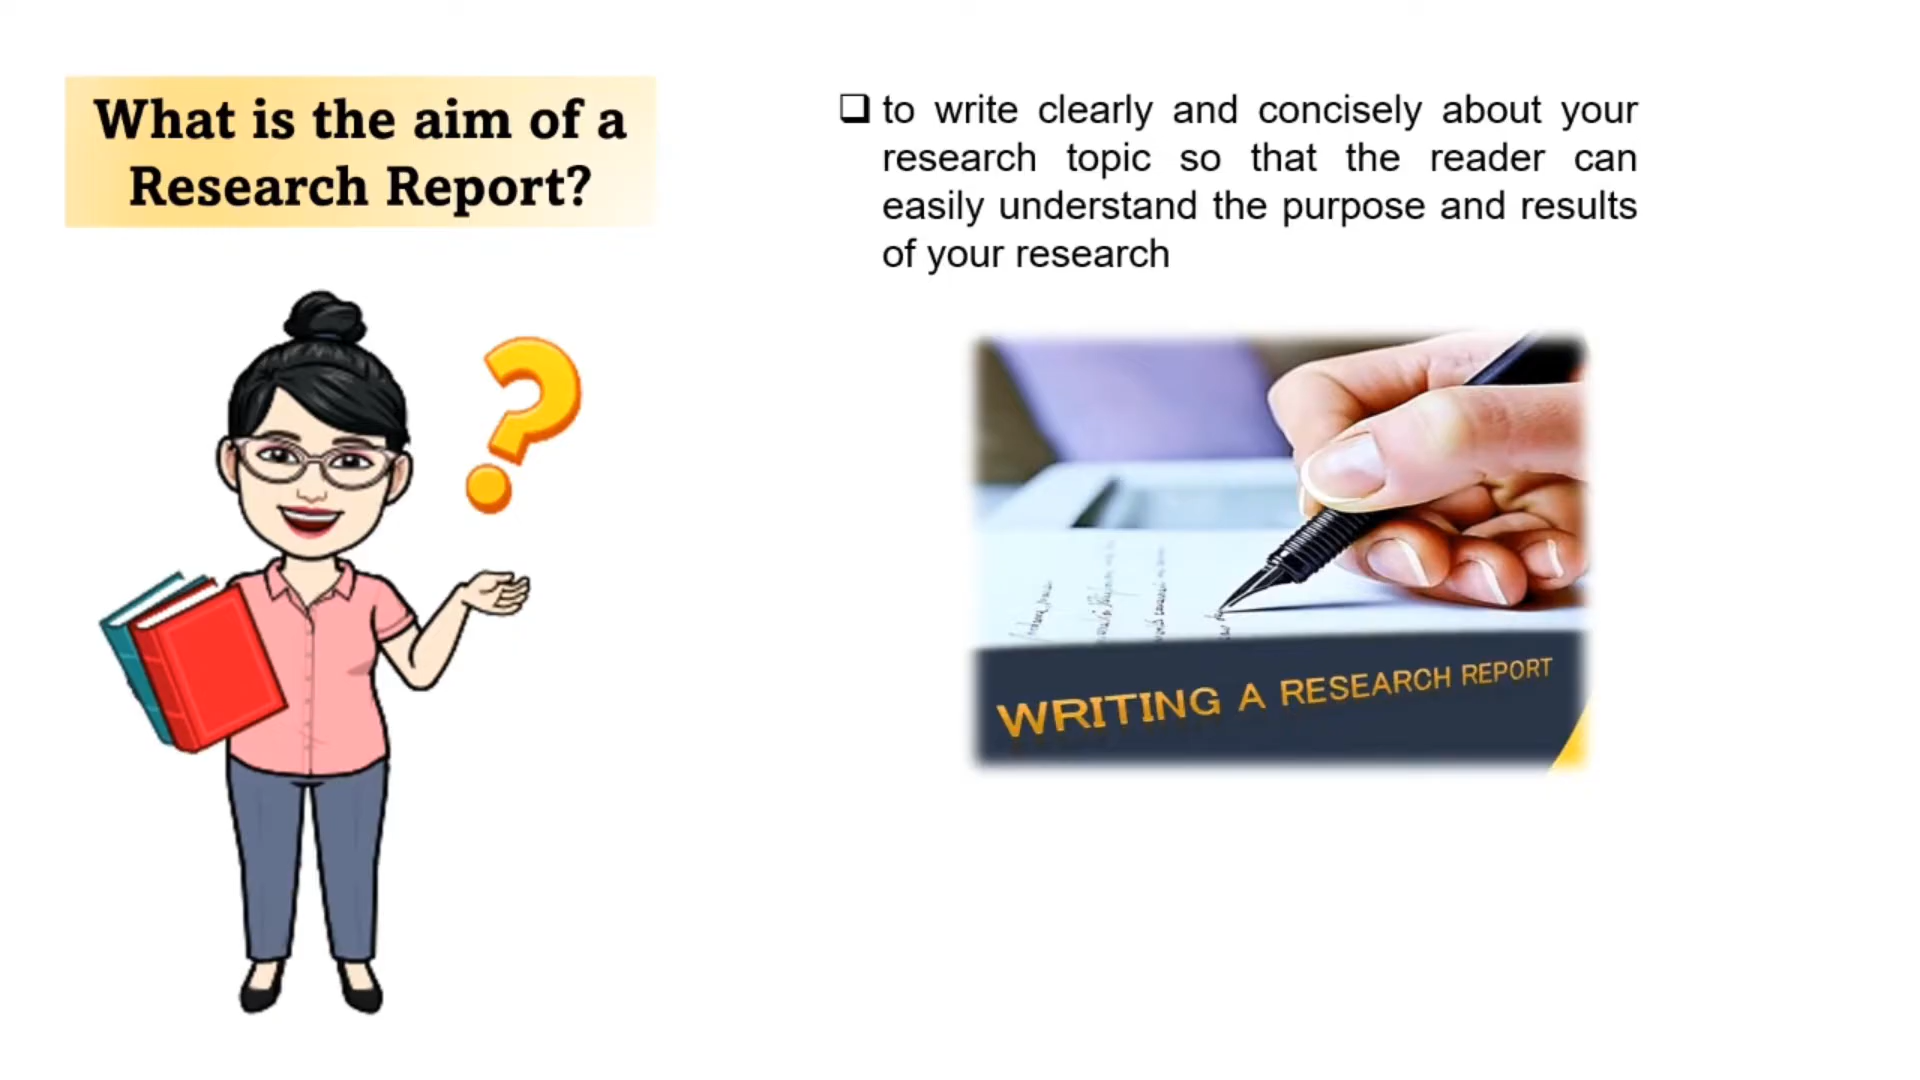 What is the aim of a
Research Report?
to write clearly and concisely about your
research topic so that the reader can
easily understand the purpose and results
of your research
WRITING A RESEARCH REPORT